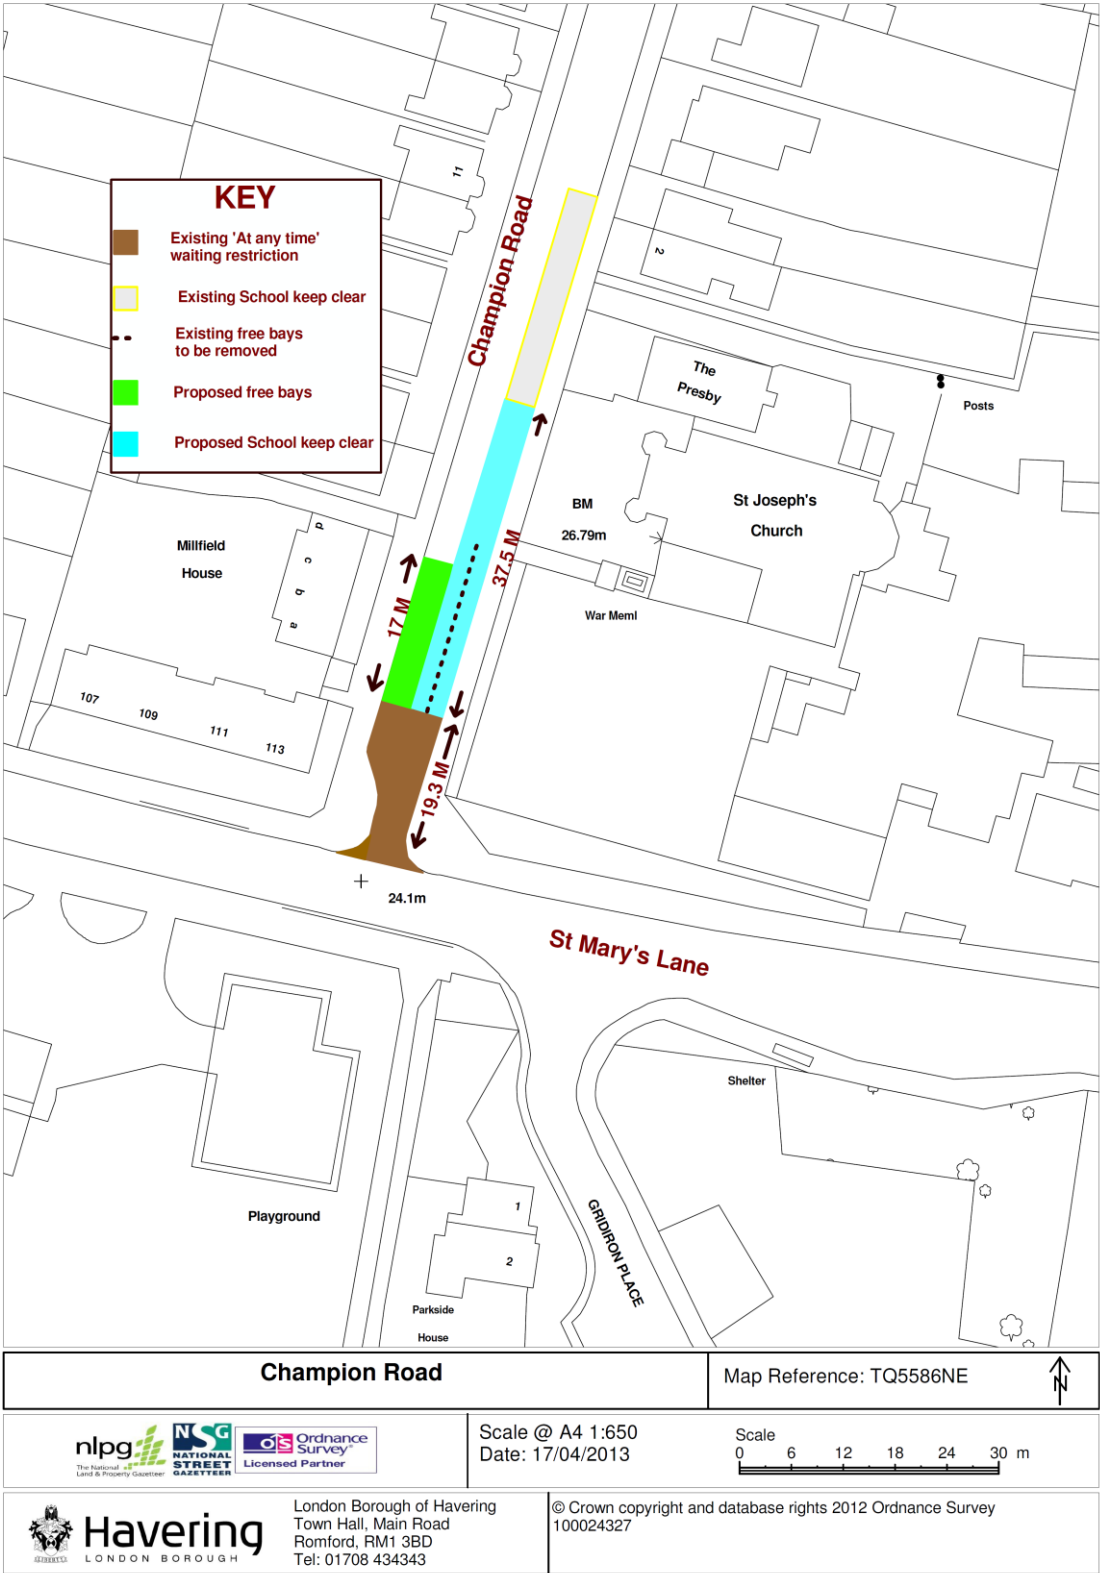 KEY
Existing 'At any time'
waiting restriction
Existing School keep clear
Existing free bays
to be removed
Proposed free bays
Proposed School keep clear
11
Champion Road
2
The
Presby
Posts
St Joseph's
Church
BM
26.79m
War Meml
Millfield
House
d
c
b
a
37.5 M
17 M
19.3 M
107
109
111
113
24.1m
St Mary's Lane
Shelter
Playground
1
2
GRIDIRON PLACE
Parkside
House
Champion Road
Map Reference: TQ5586NE
N
nlpg
The National
Land & Property Gazetteer
NSG
NATIONAL
STREET
GAZETTEER
OS Ordnance
Survey®
Licensed Partner
Scale @ A4 1:650
Date: 17/04/2013
Scale
0 6 12 18 24 30 m
Havering
LONDON BOROUGH
London Borough of Havering
Town Hall, Main Road
Romford, RM1 3BD
Tel: 01708 434343
© Crown copyright and database rights 2012 Ordnance Survey
100024327